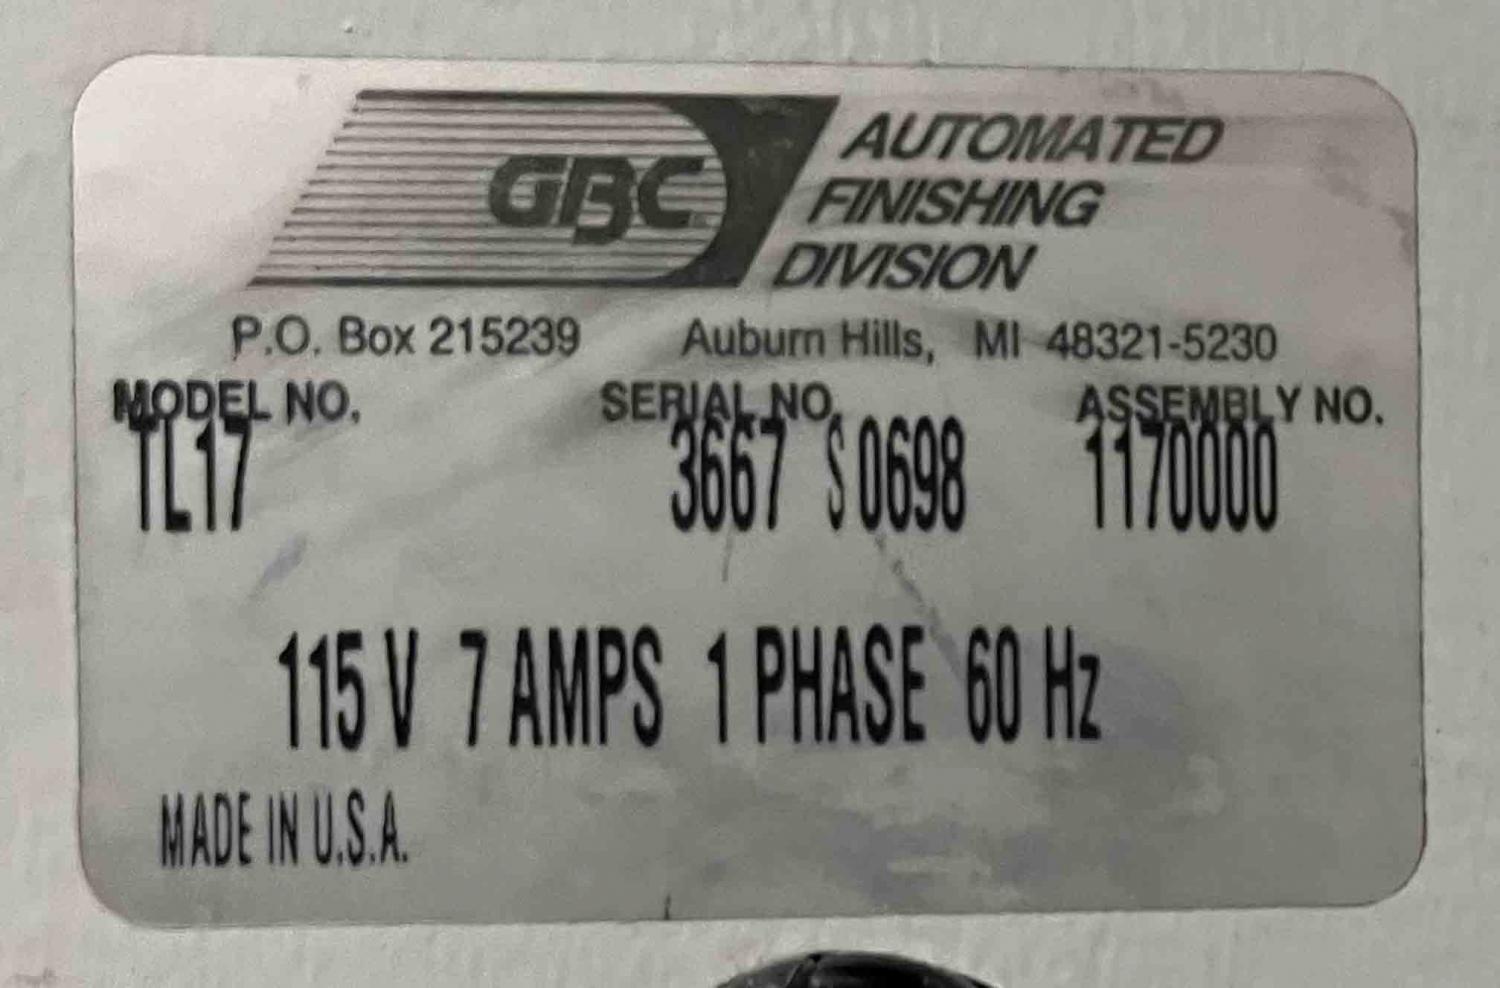 GBC
AUTOMATED
FINISHING
DIVISION
P.O. Box 215239 Auburn Hills, MI 48321-5230
MODEL NO. SERIAL NO. ASSEMBLY NO.
TL17 3667 S 0698 1170000
115 V 7 AMPS 1 PHASE 60 Hz
MADE IN U.S.A.